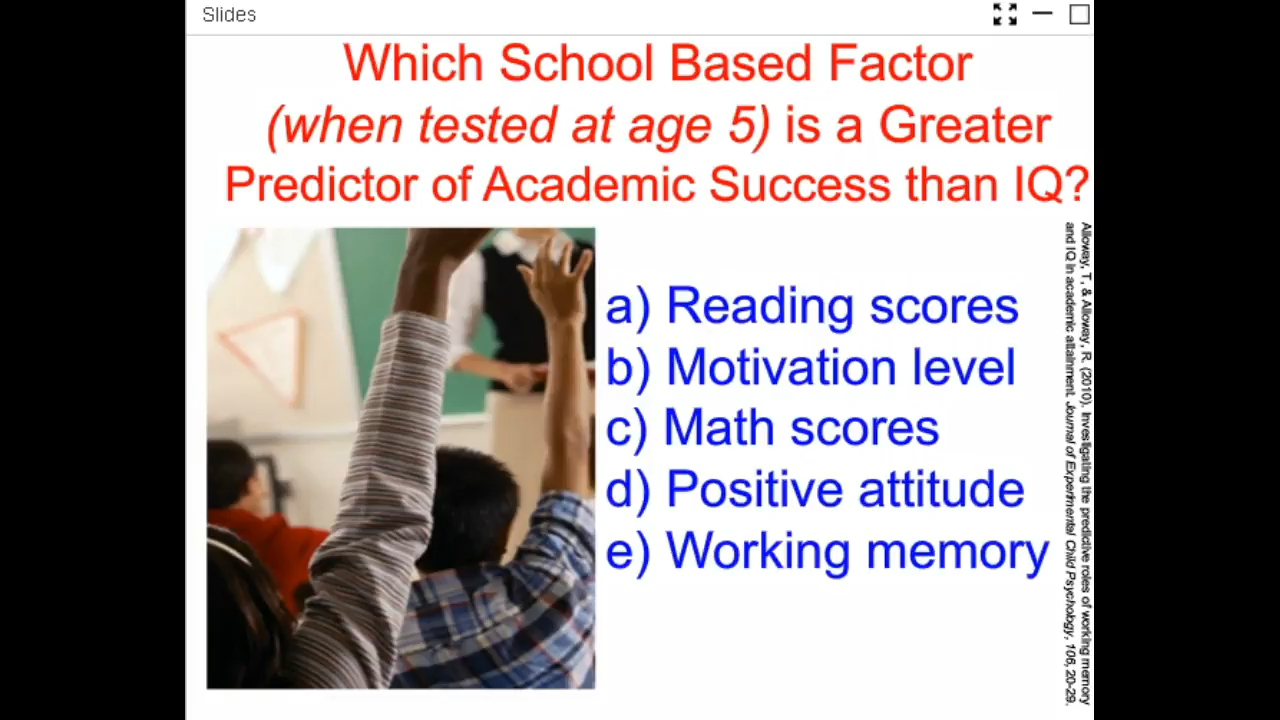 Slides
Which School Based Factor
(when tested at age 5) is a Greater
Predictor of Academic Success than IQ?
a) Reading scores
b) Motivation level
c) Math scores
d) Positive attitude
e) Working memory
Alloway, T, & Alloway, R. (2010). Investigating the predictive roles of working memory
and IQ in academic attainment. Journal of Experimental Child Psychology, 106, 20-29.